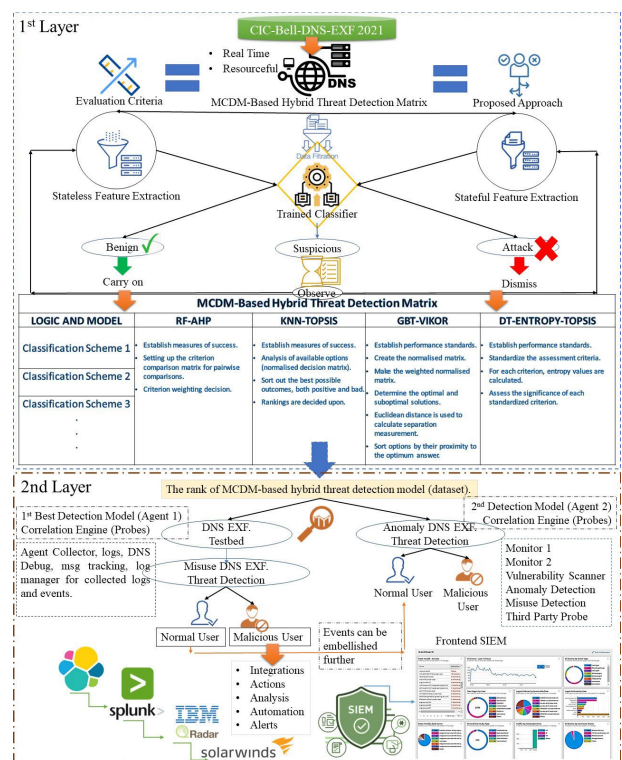 1st Layer
CIC-Bell-DNS-EXF 2021
• Real Time
• Resourceful
DNS
Evaluation Criteria
MCDM-Based Hybrid Threat Detection Matrix
Proposed Approach
Data Filtration
Stateless Feature Extraction
Trained Classifier
Stateful Feature Extraction
Benign
Suspicious
Attack
Carry on
Observe
Dismiss
MCDM-Based Hybrid Threat Detection Matrix
LOGIC AND MODEL
RF-AHP
KNN-TOPSIS
GBT-VIKOR
DT-ENTROPY-TOPSIS
Classification Scheme 1
Classification Scheme 2
Classification Scheme 3
.
.
.
• Establish measures of success.
• Setting up the criterion
comparison matrix for pairwise
comparisons.
• Criterion weighting decision.
• Establish measures of success.
• Analysis of available options
(normalised decision matrix).
• Sort out the best possible
outcomes, both positive and bad.
• Rankings are decided upon.
• Establish performance standards.
• Create the normalised matrix.
• Make the weighted normalised
matrix.
• Determine the optimal and
suboptimal solutions.
• Euclidean distance is used to
calculate separation
measurement.
• Sort options by their proximity to
the optimum answer.
• Establish performance standards.
• Standardize the assessment criteria.
• For each criterion, entropy values are
calculated.
• Assess the significance of each
standardized criterion.
2nd Layer
The rank of MCDM-based hybrid threat detection model (dataset).
1st Best Detection Model (Agent 1)
Correlation Engine (Probes)
2nd Detection Model (Agent 2)
Correlation Engine (Probes)
DNS EXF.
Testbed
Anomaly DNS EXF.
Threat Detection
Agent Collector, logs, DNS
Debug, msg tracking, log
manager for collected logs
and events.
Misuse DNS EXF.
Threat Detection
Normal User
Malicious
User
Monitor 1
Monitor 2
Vulnerability Scanner
Anomaly Detection
Misuse Detection
Third Party Probe
Normal User
Malicious User
Events can be
embellished
further
Frontend SIEM
• Integrations
• Actions
• Analysis
• Automation
• Alerts
splunk>
IBM
Radar
solarwinds
SIEM